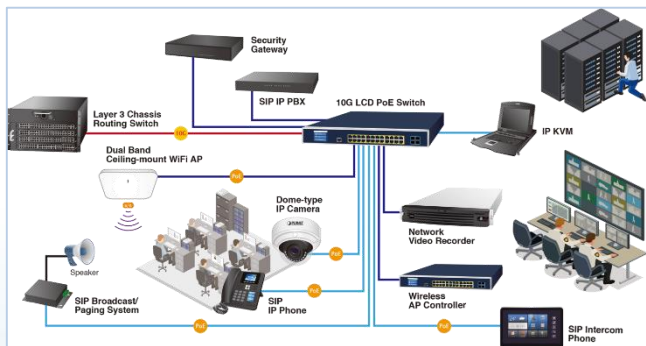 Security
Gateway
SIP IP PBX
10G LCD PoE Switch
Layer 3 Chassis
Routing Switch
10G
IP KVM
Dual Band
Ceiling-mount WiFi AP
PoE
Dome-type
IP Camera
PoE
Network
Video Recorder
Speaker
SIP Broadcast/
Paging System
SIP
IP Phone
PoE
Wireless
AP Controller
PoE
PoE
SIP Intercom
Phone